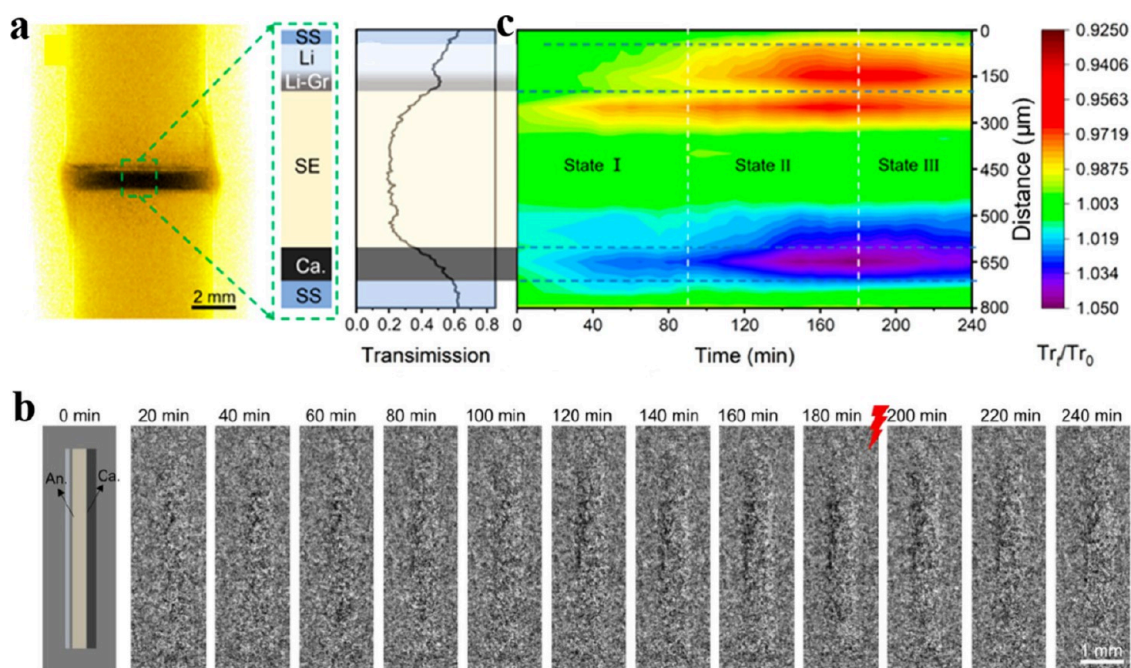 a
c
SS
Li
Li-Gr
SE
Ca.
SS
2 mm
0.0 0.2 0.4 0.6 0.8
Transimission
State I
State II
State III
0
150
300
450
500
650
800
Distance (µm)
0 40 80 120 160 200 240
Time (min)
0.9250
0.9406
0.9563
0.9719
0.9875
1.003
1.019
1.034
1.050
Trt/Tr0
b
0 min 20 min 40 min 60 min 80 min 100 min 120 min 140 min 160 min 180 min 200 min 220 min 240 min
An. Ca.
1 mm